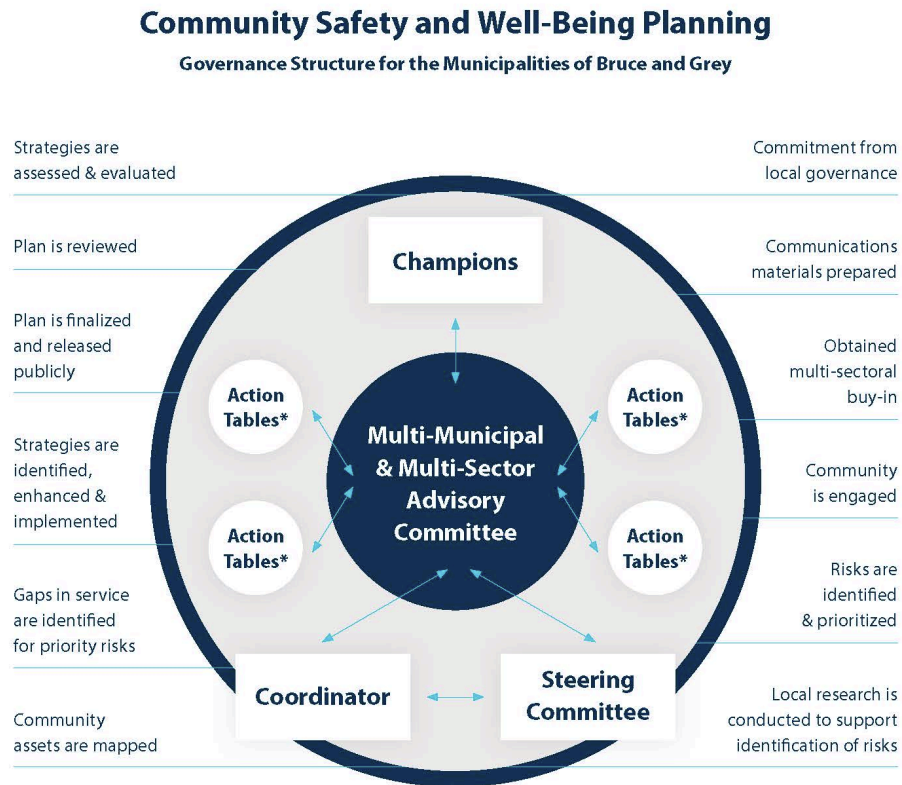 Community Safety and Well-Being Planning
Governance Structure for the Municipalities of Bruce and Grey
Strategies are
assessed & evaluated
Plan is reviewed
Plan is finalized
and released
publicly
Strategies are
identified,
enhanced &
implemented
Gaps in service
are identified
for priority risks
Community
assets are mapped
Champions
Action
Tables*
Action
Tables*
Multi-Municipal
& Multi-Sector
Advisory
Committee
Action
Tables*
Action
Tables*
Coordinator
Steering
Committee
Commitment from
local governance
Communications
materials prepared
Obtained
multi-sectoral
buy-in
Community
is engaged
Risks are
identified
& prioritized
Local research is
conducted to support
identification of risks